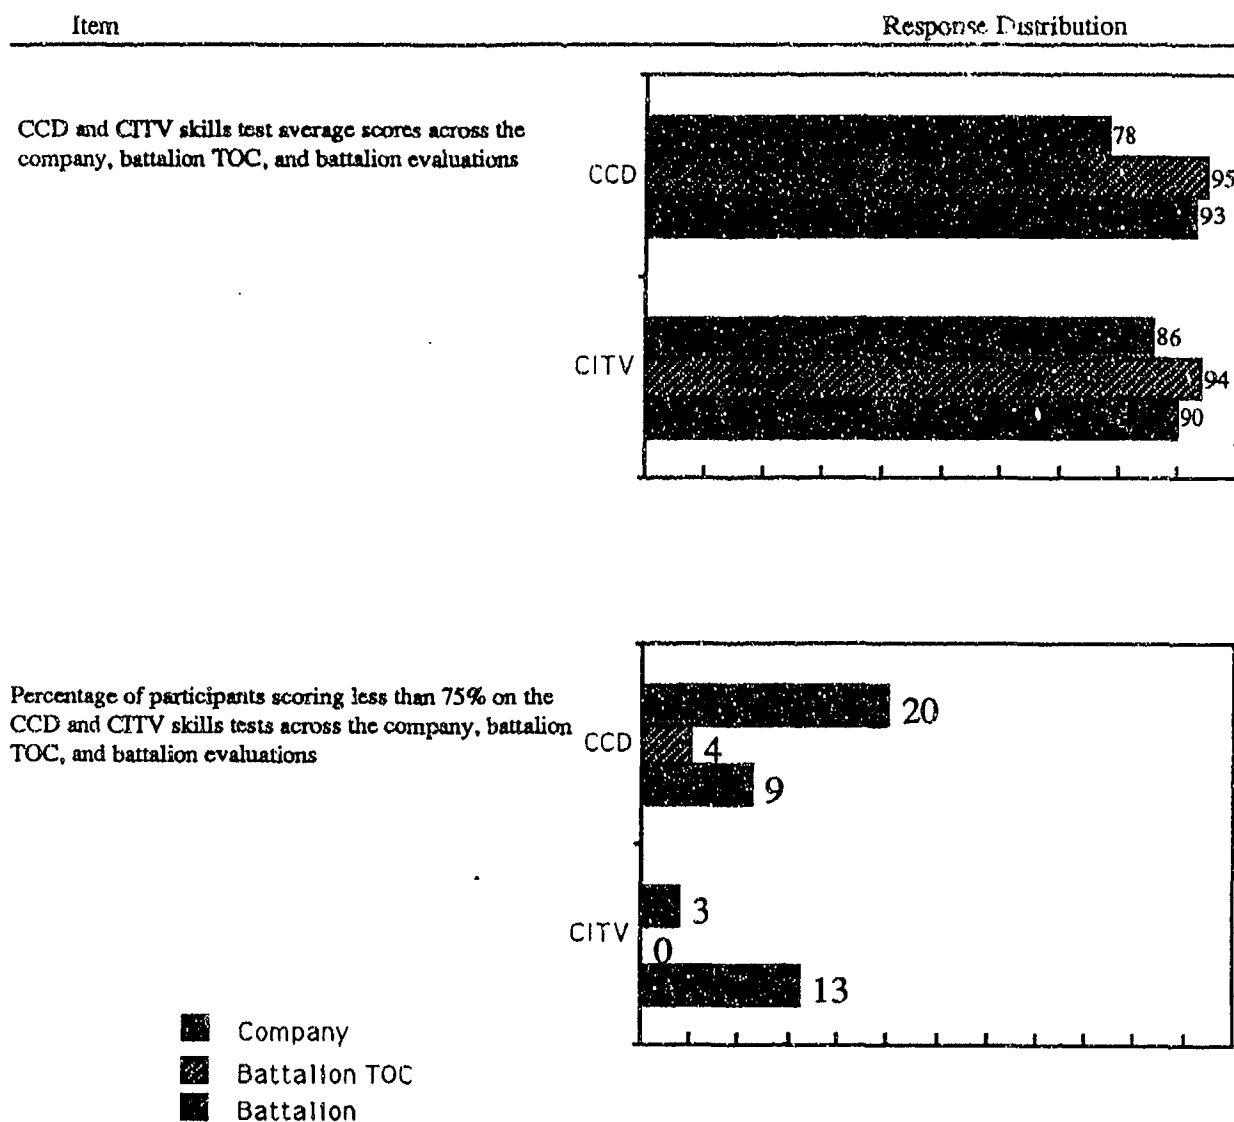 Item
Response Distribution
CCD and CITV skills test average scores across the
company, battalion TOC, and battalion evaluations
CCD
78
95
93
CITV
86
94
90
Percentage of participants scoring less than 75% on the
CCD and CITV skills tests across the company, battalion
TOC, and battalion evaluations
CCD
20
4
9
CITV
3
0
13
Company
Battalion TOC
Battalion